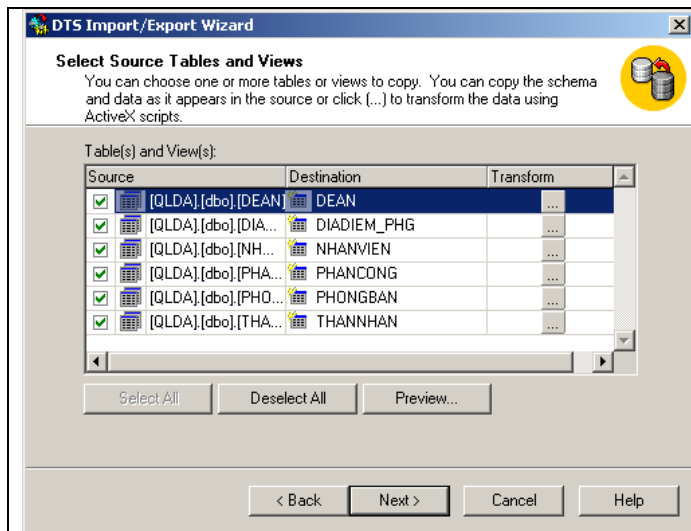 DTS Import/Export Wizard
Select Source Tables and Views
You can choose one or more tables or views to copy. You can copy the schema
and data as it appears in the source or click (...) to transform the data using
ActiveX scripts.
Table(s) and View(s):
Source Destination Transform
[QLDA].[dbo].[DEAN] DEAN ...
[QLDA].[dbo].[DIA... DIADIEM_PHG ...
[QLDA].[dbo].[NH... NHANVIEN ...
[QLDA].[dbo].[PHA... PHANCONG ...
[QLDA].[dbo].[PHO... PHONGBAN ...
[QLDA].[dbo].[THA... THANNHAN ...
Select All Deselect All Preview...
< Back Next > Cancel Help